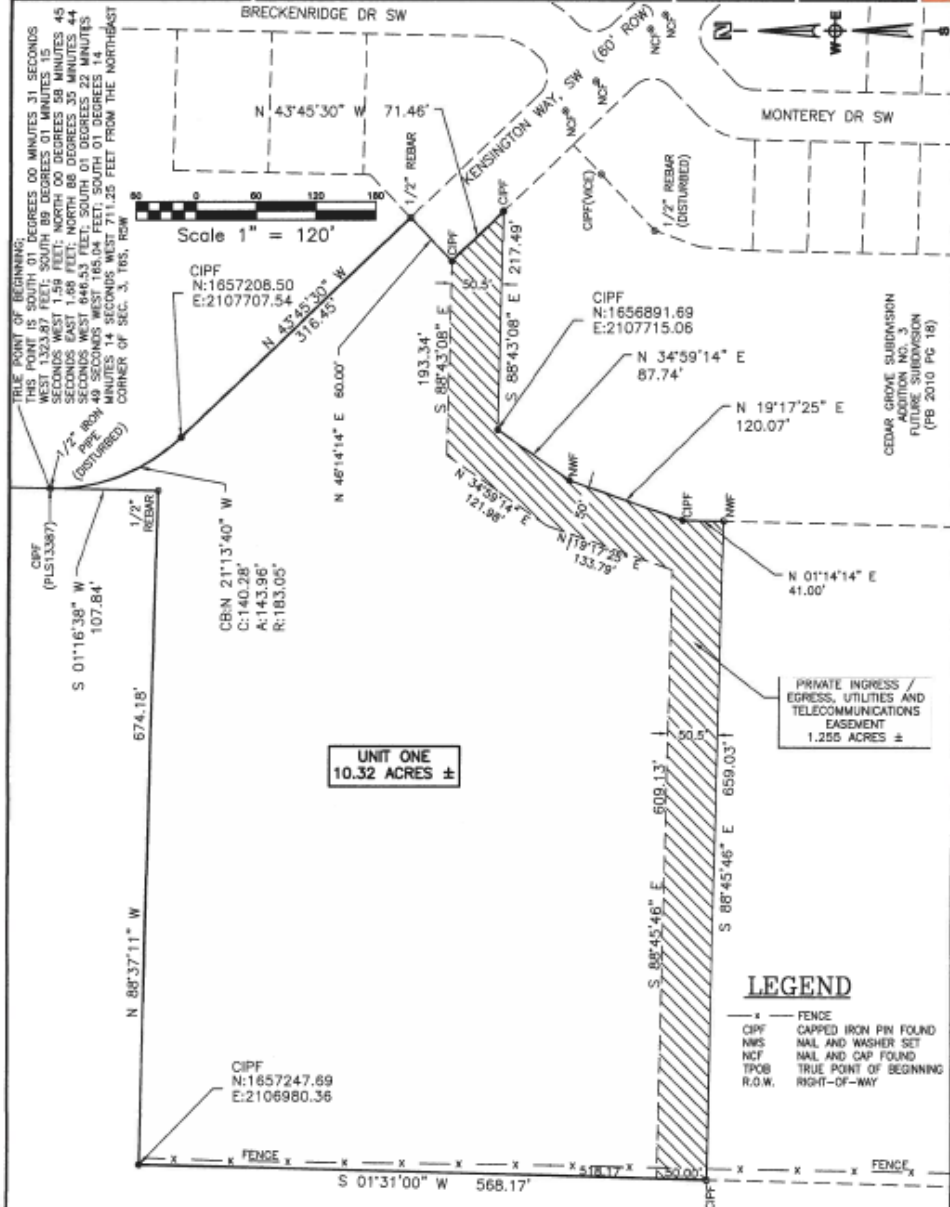 BRECKENRIDGE DR SW
TRUE POINT OF BEGINNING;
THIS POINT IS SOUTH 01 DEGREES 00 MINUTES 31 SECONDS
WEST 1323.87 FEET; SOUTH 89 DEGREES 01 MINUTES 15
SECONDS WEST 1.59 FEET; NORTH 00 DEGREES 58 MINUTES 45
SECONDS EAST 1.68 FEET; NORTH 88 DEGREES 35 MINUTES 44
SECONDS WEST 646.53 FEET; SOUTH 01 DEGREES 22 MINUTES
49 SECONDS WEST 165.04 FEET; SOUTH 01 DEGREES 14
MINUTES 14 SECONDS WEST 711.25 FEET FROM THE NORTHEAST
CORNER OF SEC. 3, T6S, R5W
N
W E
S
KENSINGTON WAY, SW (60' ROW)
NCF
NCF
NCF
NCF
MONTEREY DR SW
N 43°45'30" W 71.46'
1/2" REBAR
CIPF
CIPF
CIPF(VICE)
1/2" REBAR
(DISTURBED)
60 0 60 120 180
Scale 1" = 120'
CIPF
N:1657208.50
E:2107707.54
N 43°45'30" W
316.45'
N 46°14'14" E 60.00'
50.5'
193.34'
S 88°43'08" E
S 88°43'08" E 217.49'
CIPF
N:1656891.69
E:2107715.06
N 34°59'14" E
87.74'
N 19°17'25" E
120.07'
CEDAR GROVE SUBDIVISION
ADDITION NO. 3
FUTURE SUBDIVISION
(PB 2010 PG 18)
1/2" IRON
PIPE
(DISTURBED)
CIPF
(PLS13387)
1/2"
REBAR
S 01°16'38" W
107.84'
CB:N 21°13'40" W
C:140.28'
A:143.96'
R:183.05'
N 34°59'14" E
121.98'
NWF
50'
N 19°17'25" E
133.79'
CIPF
NWF
N 01°14'14" E
41.00'
674.18'
N 88°37'11" W
UNIT ONE
10.32 ACRES ±
PRIVATE INGRESS /
EGRESS, UTILITIES AND
TELECOMMUNICATIONS
EASEMENT
1.255 ACRES ±
50.5'
609.13'
S 88°45'46" E
S 88°45'46" E 659.03'
LEGEND
x FENCE
CIPF CAPPED IRON PIN FOUND
NWS NAIL AND WASHER SET
NCF NAIL AND CAP FOUND
TPOB TRUE POINT OF BEGINNING
R.O.W. RIGHT-OF-WAY
CIPF
N:1657247.69
E:2106980.36
FENCE
x x x x x x x x x x x
518.17'
50.00'
FENCE
S 01°31'00" W 568.17'
CIPF